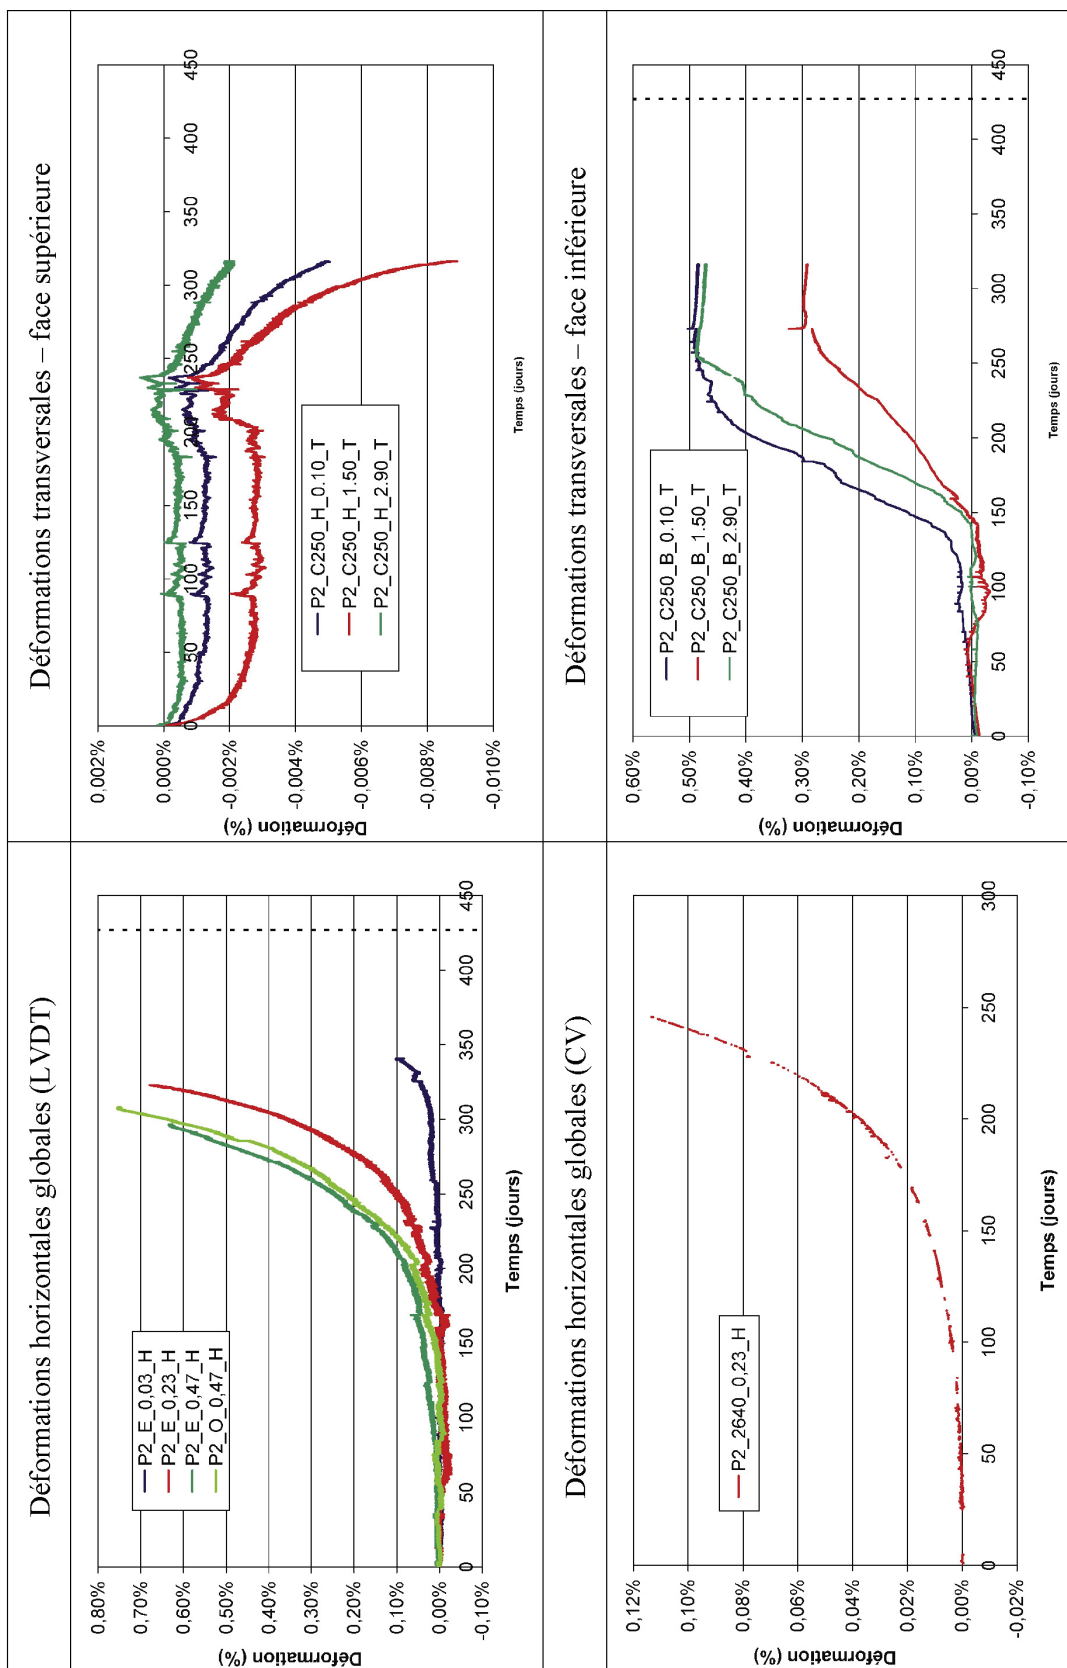 Déformations horizontales globales (LVDT)
0,80%
0,70%
0,60%
0,50%
0,40%
0,30%
0,20%
0,10%
0,00%
-0,10%
Déformation (%)
P2_E_0,03_H
P2_E_0,23_H
P2_E_0,47_H
P2_O_0,47_H
0 50 100 150 200 250 300 350 400 450
Temps (jours)
Déformations transversales – face supérieure
0,002%
0,000%
-0,002%
-0,004%
-0,006%
-0,008%
-0,010%
Déformation (%)
0 50 100 150 200 250 300 350 400 450
P2_C250_H_0.10_T
P2_C250_H_1.50_T
P2_C250_H_2.90_T
Temps (jours)
Déformations horizontales globales (CV)
0,12%
0,10%
0,08%
0,06%
0,04%
0,02%
0,00%
-0,02%
Déformation (%)
P2_2640_0,23_H
0 50 100 150 200 250 300
Temps (jours)
Déformations transversales – face inférieure
0,60%
0,50%
0,40%
0,30%
0,20%
0,10%
0,00%
-0,10%
Déformation (%)
P2_C250_B_0.10_T
P2_C250_B_1.50_T
P2_C250_B_2.90_T
0 50 100 150 200 250 300 350 400 450
Temps (jours)